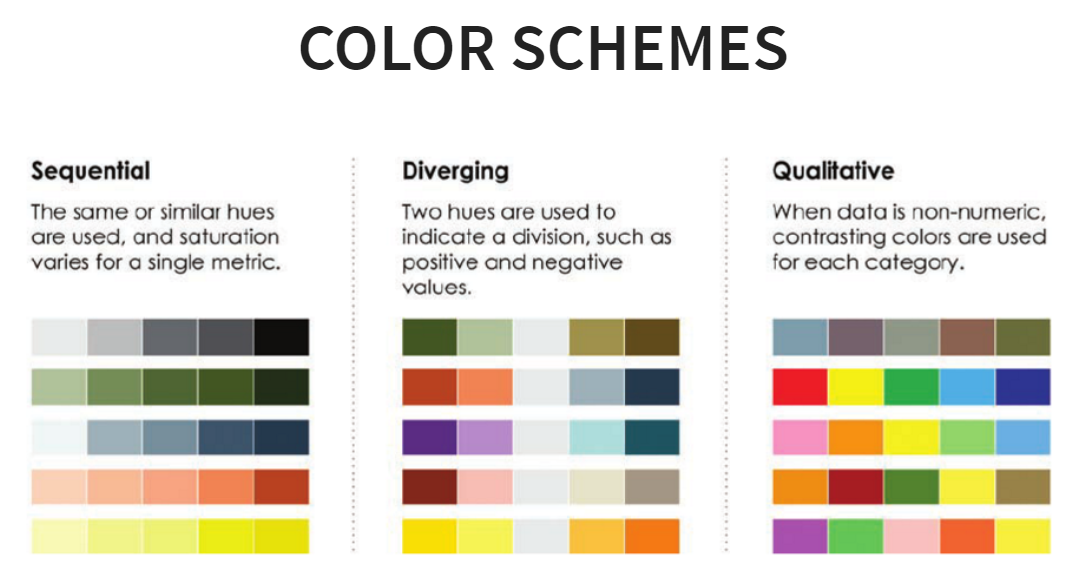 COLOR SCHEMES
Sequential
The same or similar hues
are used, and saturation
varies for a single metric.
Diverging
Two hues are used to
indicate a division, such as
positive and negative
values.
Qualitative
When data is non-numeric,
contrasting colors are used
for each category.